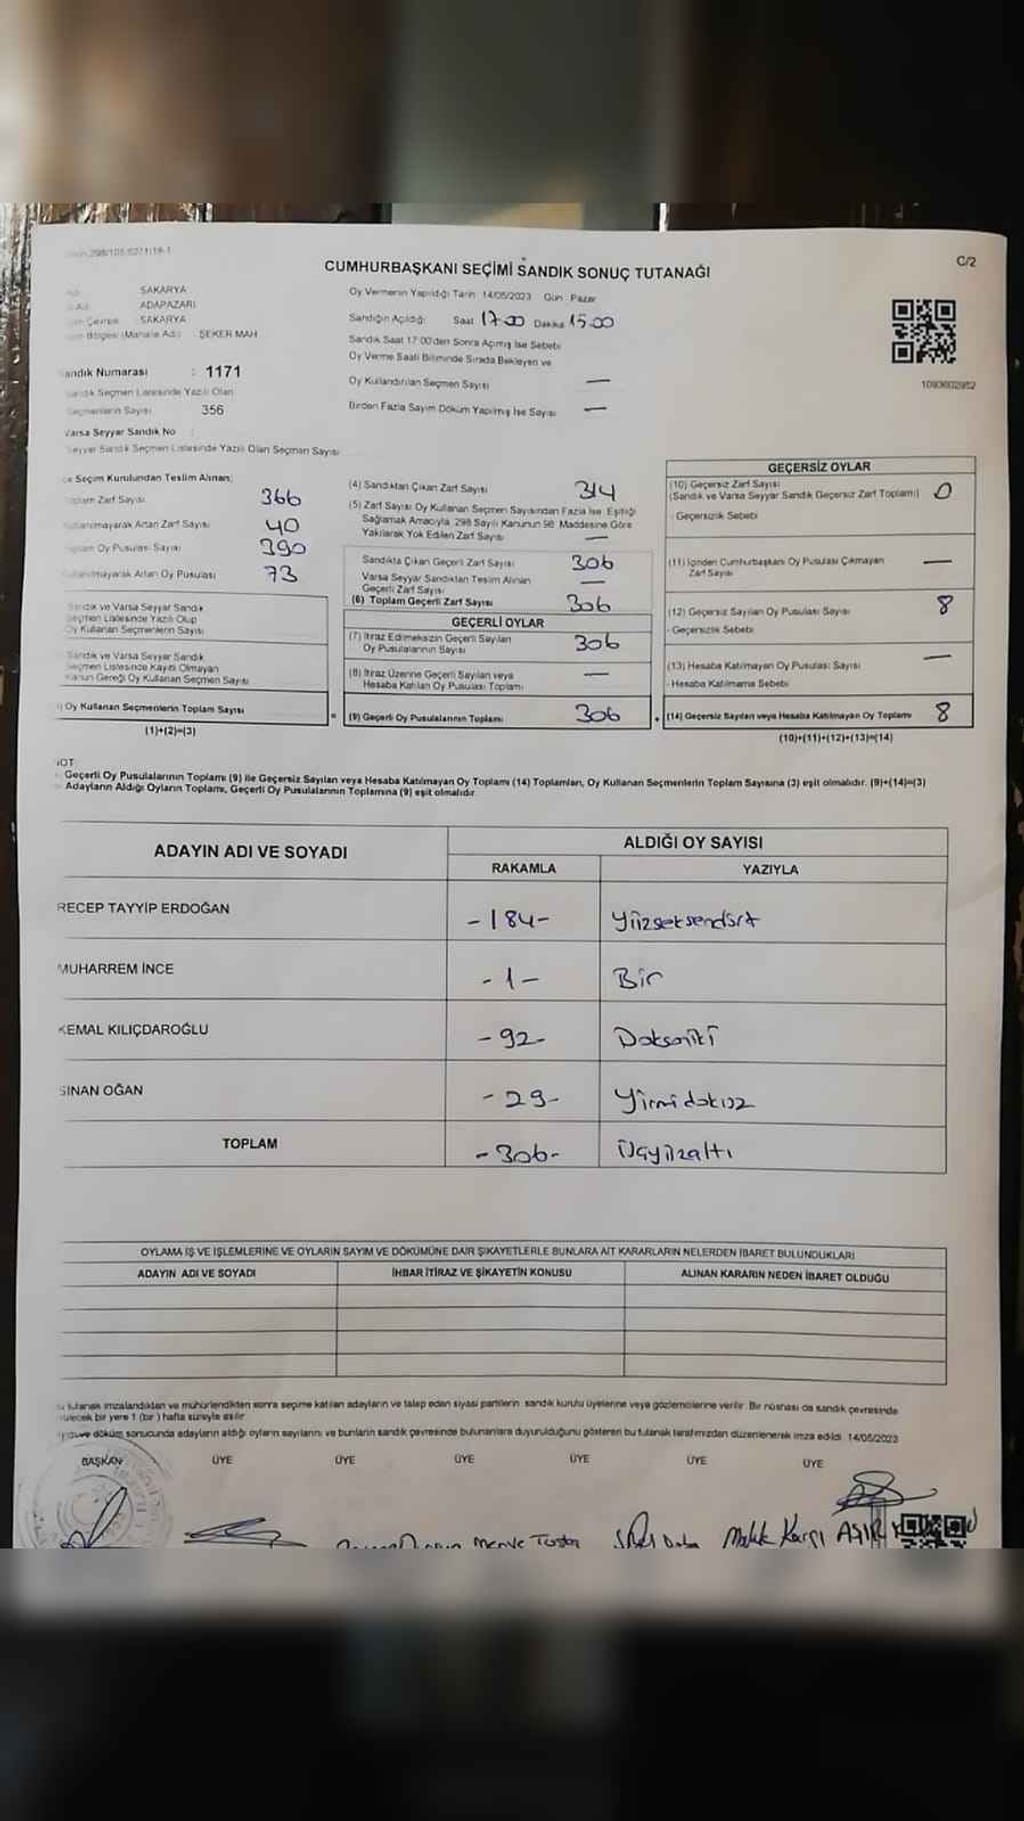 C/2
CUMHURBAŞKANI SEÇİMİ SANDIK SONUÇ TUTANAĞI
SAKARYA
ADAPAZARI
SAKARYA
Bölgesi (Mahalle Adı) : ŞEKER MAH
Oy Vermenin Yapıldığı Tarih 14/05/2023 Gün Pazar
Sandığın Açıldığı Saat 17-00 Dakika 15.00
Sandık Saat 17.00'den Sonra Açılmış İse Sebebi
Oy Verme Saati Bitiminde Sırada Bekleyen ve
Oy Kullandırılan Seçmen Sayısı —
Birden Fazla Sayım Döküm Yapılmış İse Sayısı —
1093602952
andık Numarası : 1171
Sandık Seçmen Listesinde Yazılı Olan
Seçmenlerin Sayısı 356
Varsa Seyyar Sandık No
Seyyar Sandık Seçmen Listesinde Yazılı Olan Seçmen Sayısı
e Seçim Kurulundan Teslim Alınan;
Toplam Zarf Sayısı 366
Kullanılmayarak Artan Zarf Sayısı 40
Toplam Oy Pusulası Sayısı 390
Kullanılmayarak Artan Oy Pusulası 73
Sandık ve Varsa Seyyar Sandık
Seçmen Listesinde Yazılı Olup
Oy Kullanan Seçmenlerin Sayısı
Sandık ve Varsa Seyyar Sandık
Seçmen Listesinde Kaydı Olmayan
Kanun Gereği Oy Kullanan Seçmen Sayısı
) Oy Kullanan Seçmenlerin Toplam Sayısı
(1)+(2)=(3)
(4) Sandıktan Çıkan Zarf Sayısı 314
(5) Zarf Sayısı Oy Kullanan Seçmen Sayısından Fazla İse, Eşitliği
Sağlamak Amacıyla, 298 Sayılı Kanunun 98. Maddesine Göre
Yakılarak Yok Edilen Zarf Sayısı —
Sandıkta Çıkan Geçerli Zarf Sayısı 306
Varsa Seyyar Sandıktan Teslim Alınan
Geçerli Zarf Sayısı —
(6) Toplam Geçerli Zarf Sayısı 306
GEÇERLİ OYLAR
(7) İtiraz Edilmeksizin Geçerli Sayılan
Oy Pusulalarının Sayısı 306
(8) İtiraz Üzerine Geçerli Sayılan veya
Hesaba Katılan Oy Pusulası Toplamı —
= (9) Geçerli Oy Pusulalarının Toplamı 306
GEÇERSİZ OYLAR
(10) Geçersiz Zarf Sayısı
(Sandık ve Varsa Seyyar Sandık Geçersiz Zarf Toplamı) 0
- Geçersizlik Sebebi
(11) İçinden Cumhurbaşkanı Oy Pusulası Çıkmayan
Zarf Sayısı —
(12) Geçersiz Sayılan Oy Pusulası Sayısı 8
- Geçersizlik Sebebi
(13) Hesaba Katılmayan Oy Pusulası Sayısı —
- Hesaba Katılmama Sebebi
+ (14) Geçersiz Sayılan veya Hesaba Katılmayan Oy Toplamı 8
(10)+(11)+(12)+(13)=(14)
NOT
Geçerli Oy Pusulalarının Toplamı (9) ile Geçersiz Sayılan veya Hesaba Katılmayan Oy Toplamı (14) Toplamları, Oy Kullanan Seçmenlerin Toplam Sayısına (3) eşit olmalıdır. (9)+(14)=(3)
Adayların Aldığı Oyların Toplamı, Geçerli Oy Pusulalarının Toplamına (9) eşit olmalıdır.
ADAYIN ADI VE SOYADI
ALDIĞI OY SAYISI
RAKAMLA YAZIYLA
RECEP TAYYİP ERDOĞAN -184- Yüzseksendört
MUHARREM İNCE -1- Bir
KEMAL KILIÇDAROĞLU -92- Doksaniki
SİNAN OĞAN -29- Yirmidokuz
TOPLAM -306- Üçyüzaltı
OYLAMA İŞ VE İŞLEMLERİNE VE OYLARIN SAYIM VE DÖKÜMÜNE DAİR ŞİKAYETLERLE BUNLARA AİT KARARLARIN NELERDEN İBARET BULUNDUKLARI
ADAYIN ADI VE SOYADI İHBAR İTİRAZ VE ŞİKAYETİN KONUSU ALINAN KARARIN NEDEN İBARET OLDUĞU
tutanak imzalandıktan ve mühürlendikten sonra seçime katılan adayların ve talep eden siyasi partilerin sandık kurulu üyelerine veya gözlemcilerine verilir. Bir nüshası da sandık çevresinde
bir yere 1 (bir) hafta süreyle asılır
döküm sonucunda adayların aldığı oyların sayılarını ve bunların sandık çevresinde bulunanlara duyurulduğunu gösteren bu tutanak tarafımızdan düzenlenerek imza edildi. 14/05/2023
BAŞKAN ÜYE ÜYE ÜYE ÜYE ÜYE ÜYE
Merve